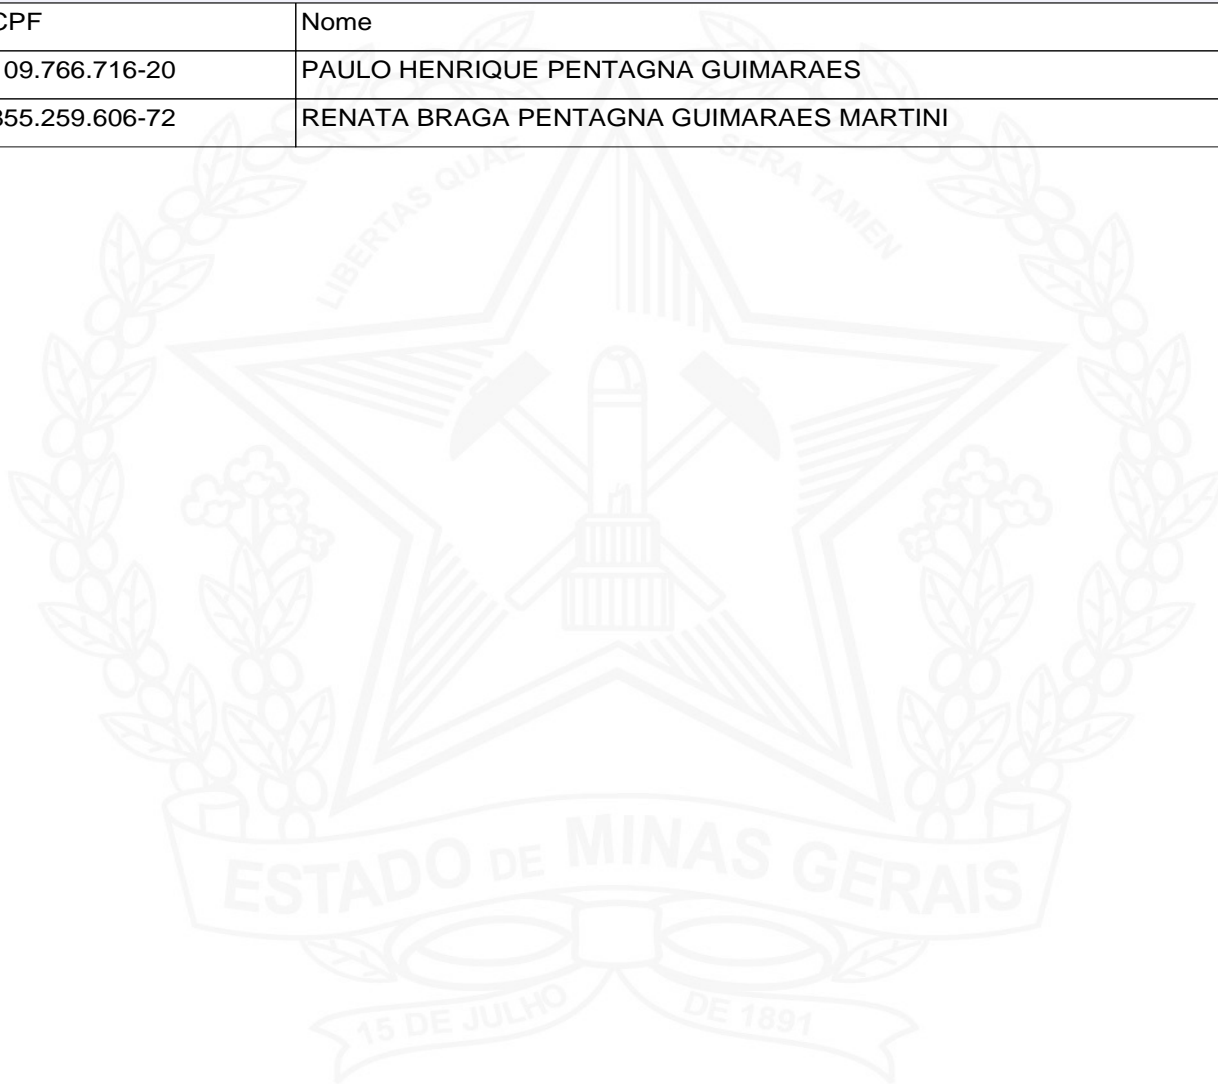 CPF Nome
09.766.716-20 PAULO HENRIQUE PENTAGNA GUIMARAES
855.259.606-72 RENATA BRAGA PENTAGNA GUIMARAES MARTINI
LIBERTAS QUAE SERA TAMEN
ESTADO DE MINAS GERAIS
15 DE JULHO DE 1891